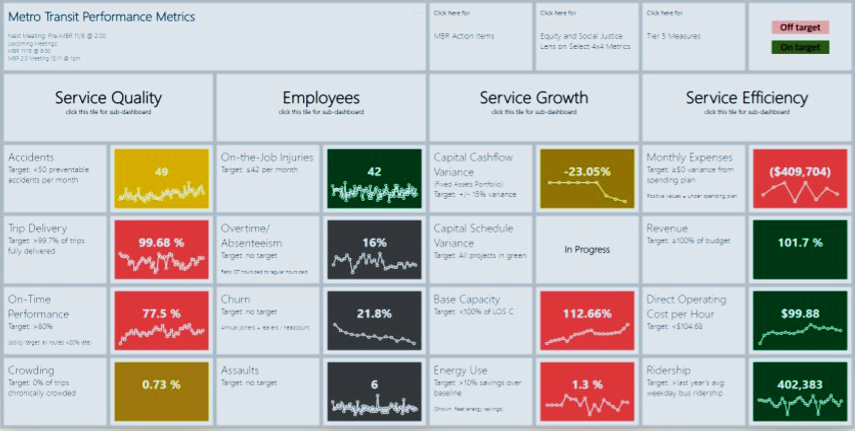 Metro Transit Performance Metrics
Next Meeting: Pre-MBR 11/8 @ 2:00
Upcoming Meetings:
MBR 11/16 @ 8:30
MBR 2.0 Meeting 12/11 @ 1pm
Click here for
MBR Action Items
Click here for
Equity and Social Justice
Lens on Select 4x4 Metrics
Click here for
Tier 5 Measures
Off target
On target
Service Quality
click this tile for sub-dashboard
Employees
click this tile for sub-dashboard
Service Growth
click this tile for sub-dashboard
Service Efficiency
click this tile for sub-dashboard
Accidents
Target: <50 preventable
accidents per month
49
On-the-Job Injuries
Target: ≤42 per month
42
Capital Cashflow
Variance
(Fixed Assets Portfolio)
Target: +/- 15% variance
-23.05%
Monthly Expenses
Target: ≥$0 variance from
spending plan
Positive values = under spending plan
($409,704)
Trip Delivery
Target: >99.7% of trips
fully delivered
99.68 %
Overtime/
Absenteeism
Target: no target
Ratio: OT hours paid to regular hours paid
16%
Capital Schedule
Variance
Target: All projects in green
In Progress
Revenue
Target: ≥100% of budget
101.7 %
On-Time
Performance
Target: >80%
(policy target: all routes <20% late)
77.5 %
Churn
Target: no target
Annual joiners + leavers / headcount
21.8%
Base Capacity
Target: <100% of LOS C
112.66%
Direct Operating
Cost per Hour
Target: <$104.68
$99.88
Crowding
Target: 0% of trips
chronically crowded
0.73 %
Assaults
Target: no target
6
Energy Use
Target: >10% savings over
baseline
(Shown: fleet energy savings)
1.3 %
Ridership
Target: >last year's avg
weekday bus ridership
402,383